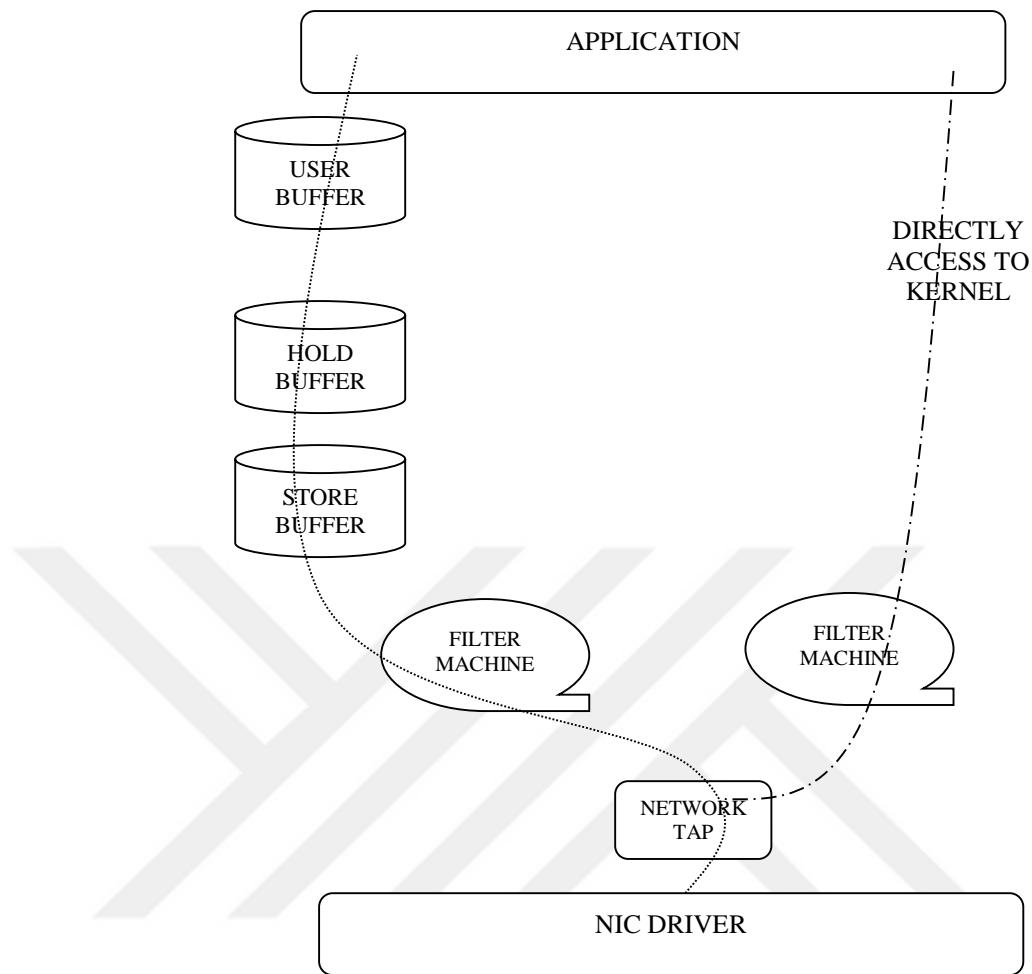 APPLICATION
USER
BUFFER
DIRECTLY
ACCESS TO
KERNEL
HOLD
BUFFER
STORE
BUFFER
FILTER
MACHINE
FILTER
MACHINE
NETWORK
TAP
NIC DRIVER